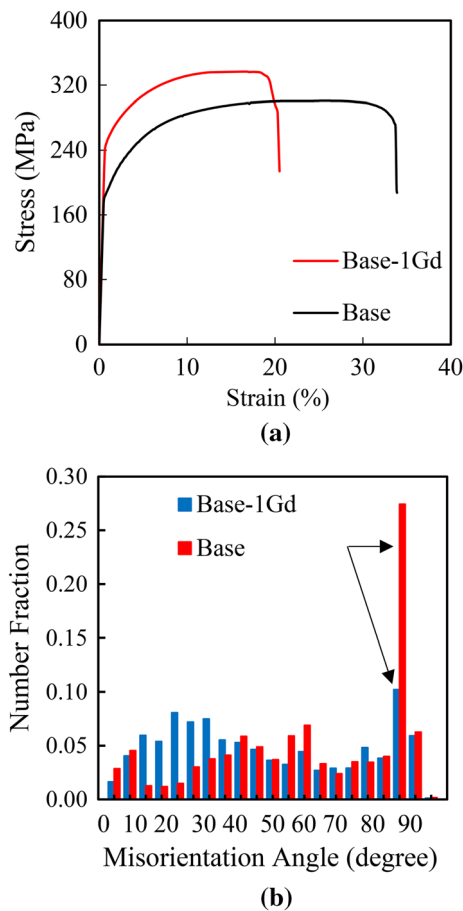 400
320
240
160
80
0
Stress (MPa)
Base-1Gd
Base
0 10 20 30 40
Strain (%)
(a)
0.30
0.25
0.20
0.15
0.10
0.05
0.00
Number Fraction
Base-1Gd
Base
0 10 20 30 40 50 60 70 80 90
Misorientation Angle (degree)
(b)